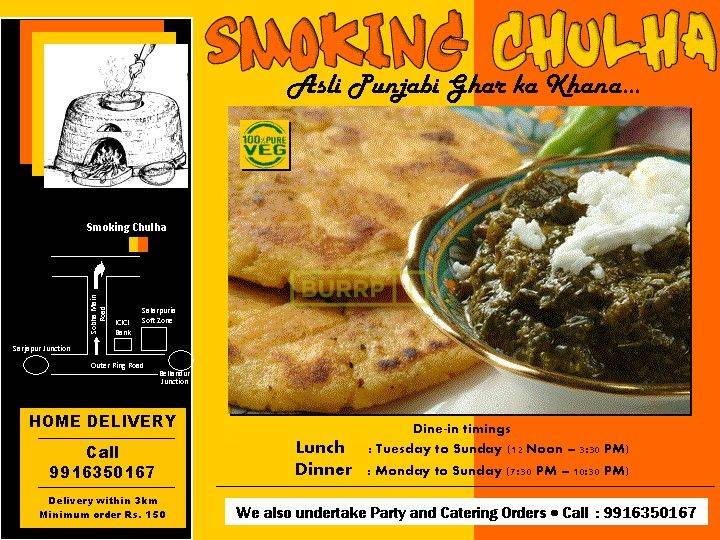 SMOKING CHULHA
Asli Punjabi Ghar ka Khana...
100% PURE
VEG
BURRP
Smoking Chulha
Sobha Main
Road
ICICI
Bank
Salarpuria
Soft Zone
Sarjapur Junction
Outer Ring Road
Bellandur
Junction
HOME DELIVERY
Call
9916350167
Delivery within 3km
Minimum order Rs. 150
Dine-in timings
Lunch : Tuesday to Sunday (12 Noon – 3:30 PM)
Dinner : Monday to Sunday (7:30 PM – 10:30 PM)
We also undertake Party and Catering Orders • Call : 9916350167